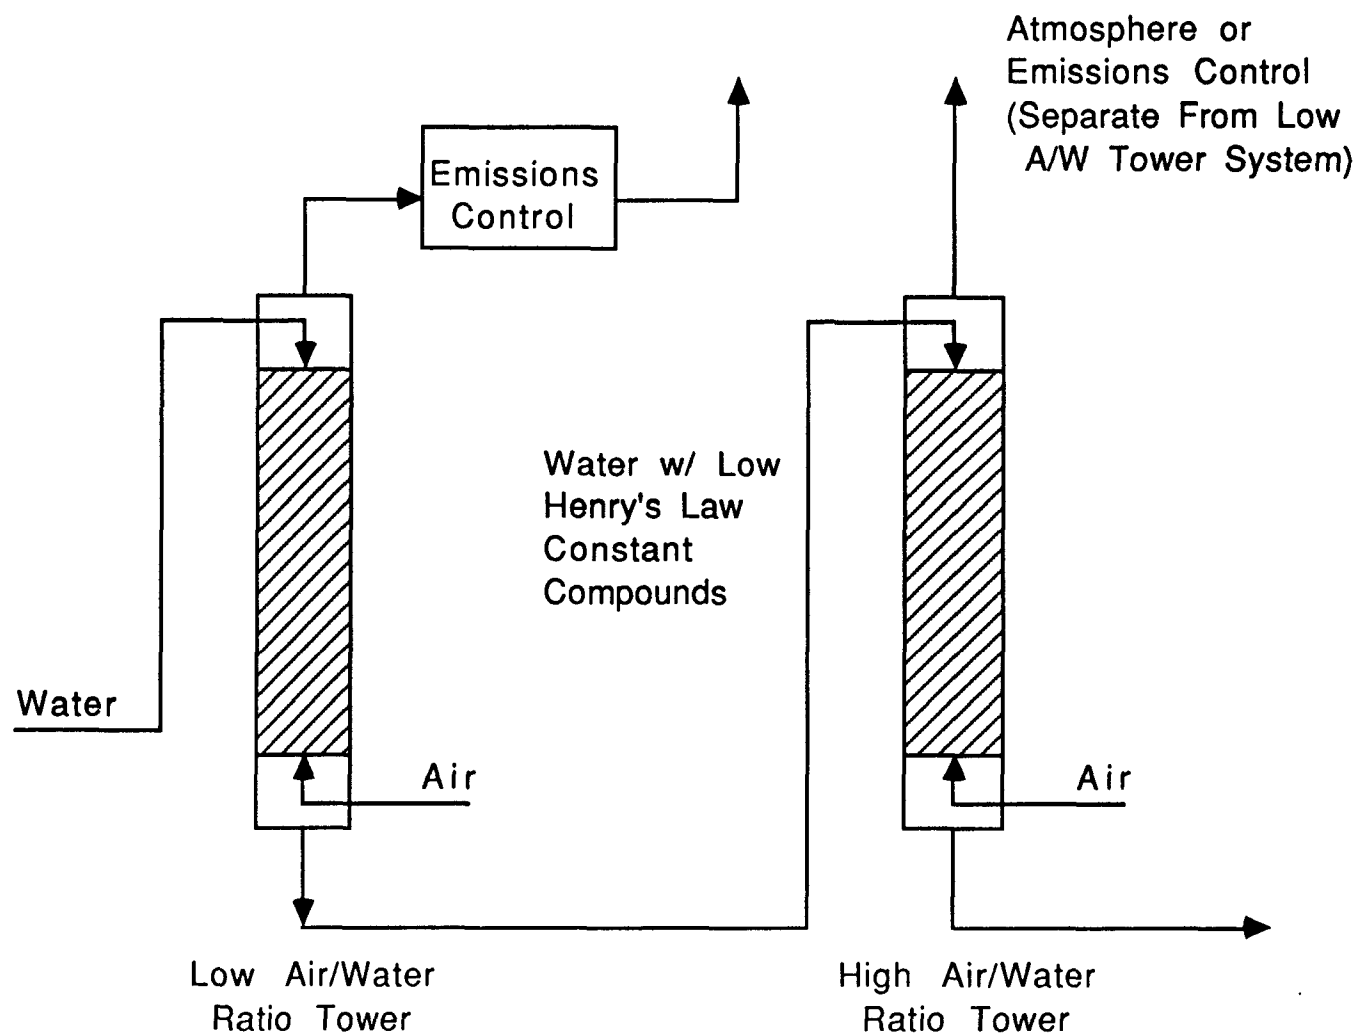 Atmosphere or
Emissions Control
(Separate From Low
A/W Tower System)
Emissions
Control
Water w/ Low
Henry's Law
Constant
Compounds
Water
Air
Air
Low Air/Water
Ratio Tower
High Air/Water
Ratio Tower